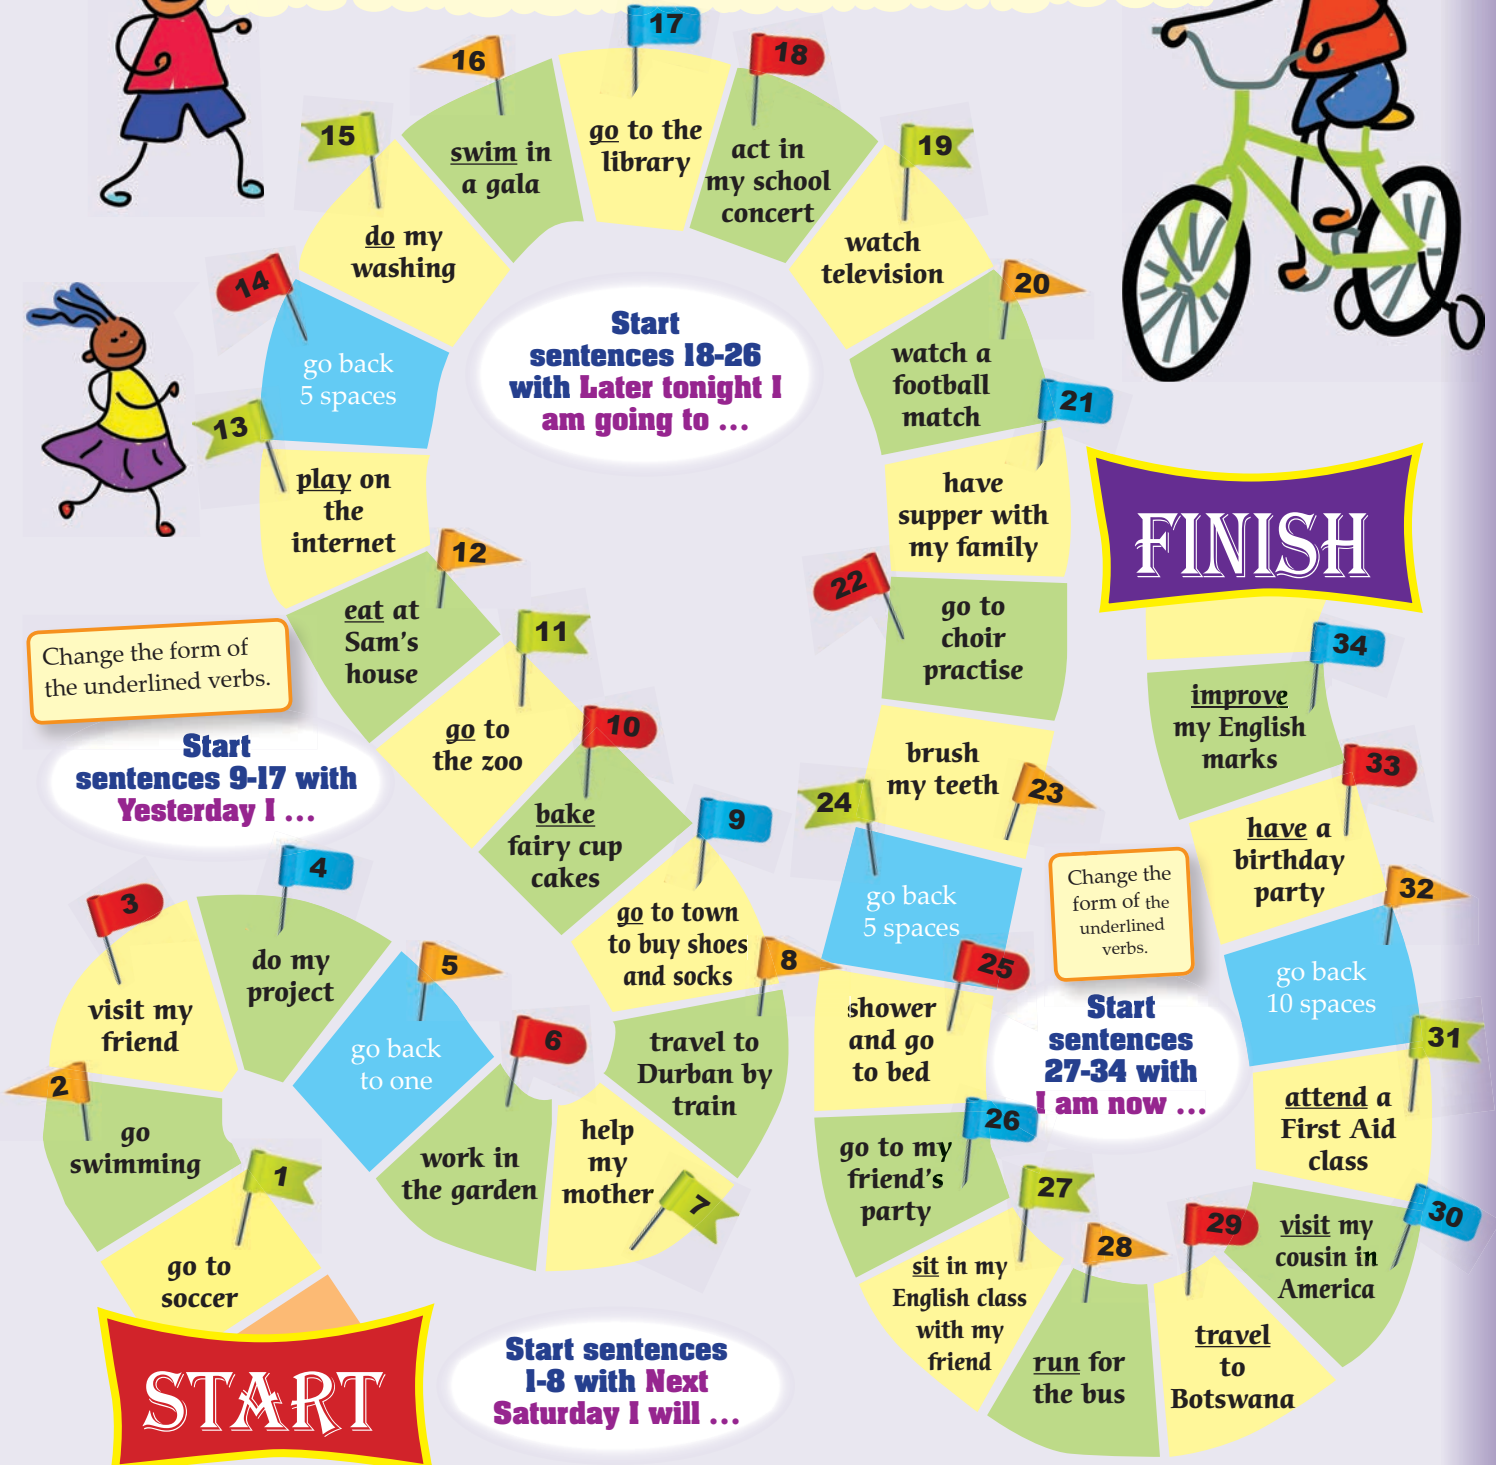 START
1
go to
soccer
2
go
swimming
3
visit my
friend
4
do my
project
5
go back
to one
6
work in
the garden
7
help
my
mother
8
travel to
Durban by
train
Start sentences
1-8 with Next
Saturday I will ...
9
go to town
to buy shoes
and socks
10
bake
fairy cup
cakes
11
go to
the zoo
12
eat at
Sam's
house
13
play on
the
internet
14
go back
5 spaces
15
do my
washing
16
swim in
a gala
17
go to the
library
Change the form of
the underlined verbs.
Start
sentences 9-17 with
Yesterday I ...
18
act in
my school
concert
19
watch
television
20
watch a
football
match
21
have
supper with
my family
22
go to
choir
practise
23
brush
my teeth
24
go back
5 spaces
25
shower
and go
to bed
26
go to my
friend's
party
Start
sentences 18-26
with Later tonight I
am going to ...
27
sit in my
English class
with my
friend
28
run for
the bus
29
travel
to
Botswana
30
visit my
cousin in
America
31
attend a
First Aid
class
32
go back
10 spaces
33
have a
birthday
party
34
improve
my English
marks
Change the
form of the
underlined
verbs.
Start
sentences
27-34 with
I am now ...
FINISH